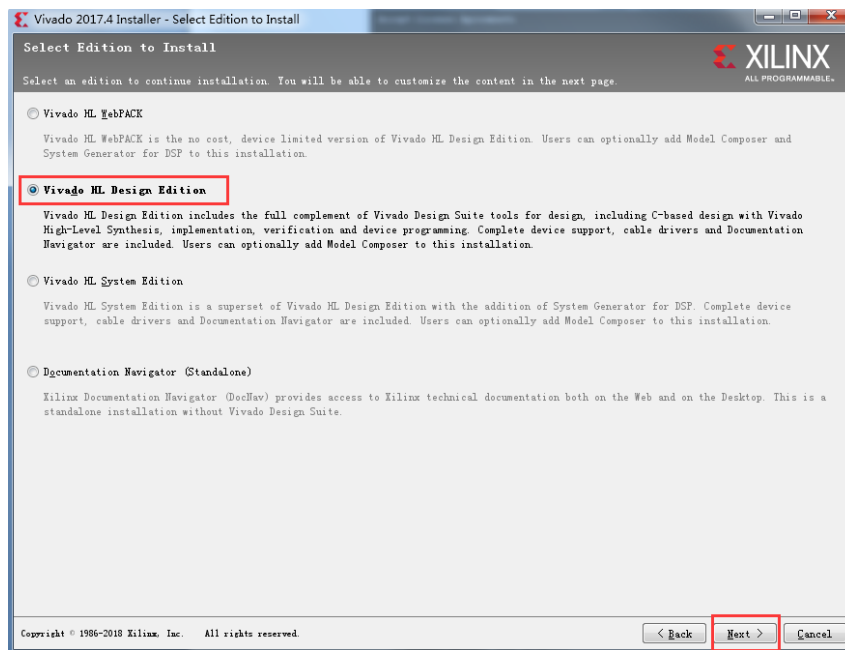 Vivado 2017.4 Installer - Select Edition to Install
Select Edition to Install
XILINX
ALL PROGRAMMABLE.
Select an edition to continue installation. You will be able to customize the content in the next page.
Vivado HL WebPACK
Vivado HL WebPACK is the no cost, device limited version of Vivado HL Design Edition. Users can optionally add Model Composer and
System Generator for DSP to this installation.
Vivado HL Design Edition
Vivado HL Design Edition includes the full complement of Vivado Design Suite tools for design, including C-based design with Vivado
High-Level Synthesis, implementation, verification and device programming. Complete device support, cable drivers and Documentation
Navigator are included. Users can optionally add Model Composer to this installation.
Vivado HL System Edition
Vivado HL System Edition is a superset of Vivado HL Design Edition with the addition of System Generator for DSP. Complete device
support, cable drivers and Documentation Navigator are included. Users can optionally add Model Composer to this installation.
Documentation Navigator (Standalone)
Xilinx Documentation Navigator (DocNav) provides access to Xilinx technical documentation both on the Web and on the Desktop. This is a
standalone installation without Vivado Design Suite.
Copyright © 1986-2018 Xilinx, Inc. All rights reserved.
< Back
Next >
Cancel